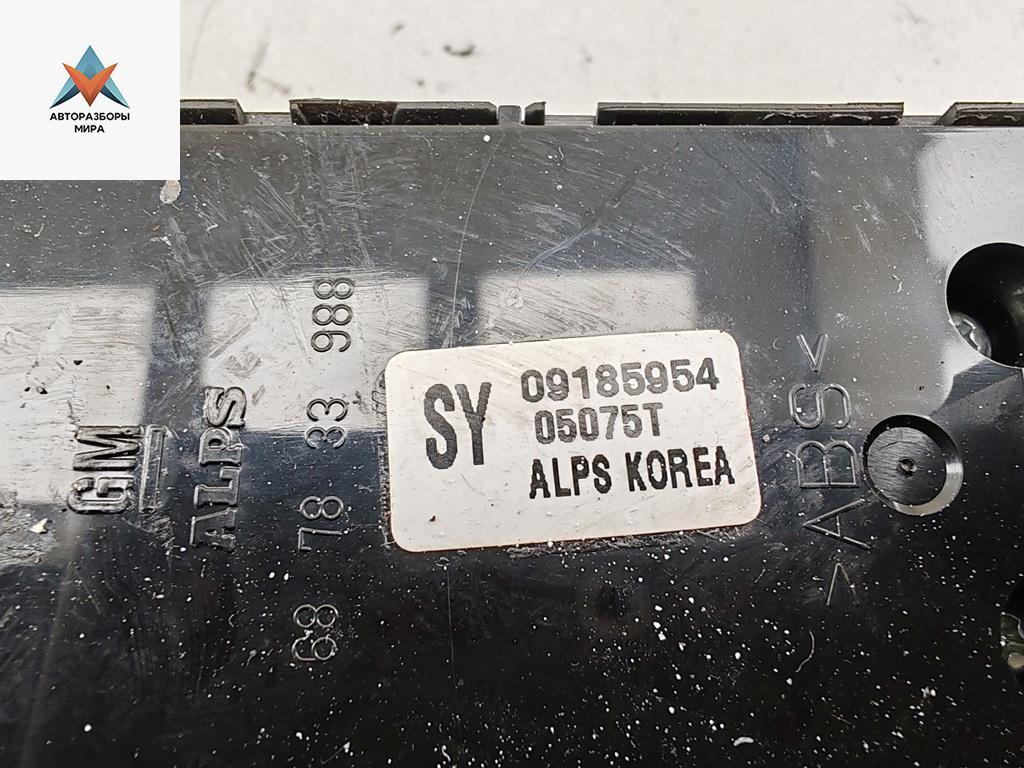 АВТОРАЗБОРЫ
МИРА
GM
ALPS
68 78 33 988
SY
09185954
05075T
ALPS KOREA
>ABS<